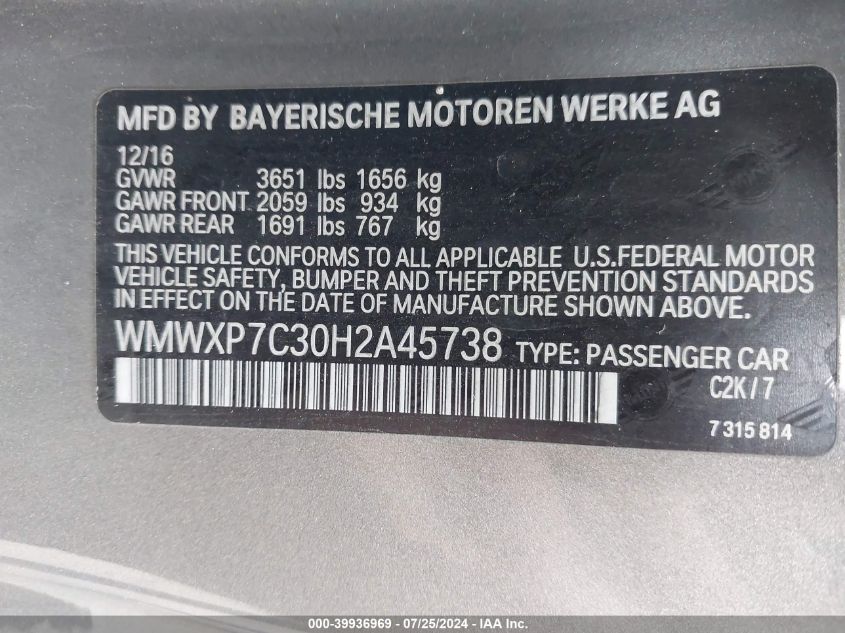 MFD BY BAYERISCHE MOTOREN WERKE AG
12/16
GVWR 3651 lbs 1656 kg
GAWR FRONT 2059 lbs 934 kg
GAWR REAR 1691 lbs 767 kg
THIS VEHICLE CONFORMS TO ALL APPLICABLE U.S.FEDERAL MOTOR
VEHICLE SAFETY, BUMPER AND THEFT PREVENTION STANDARDS
IN EFFECT ON THE DATE OF MANUFACTURE SHOWN ABOVE.
WMWXP7C30H2A45738 TYPE: PASSENGER CAR
C2K / 7
7 315 814
000-39936969 / 07/25/2024 - IAA Inc.